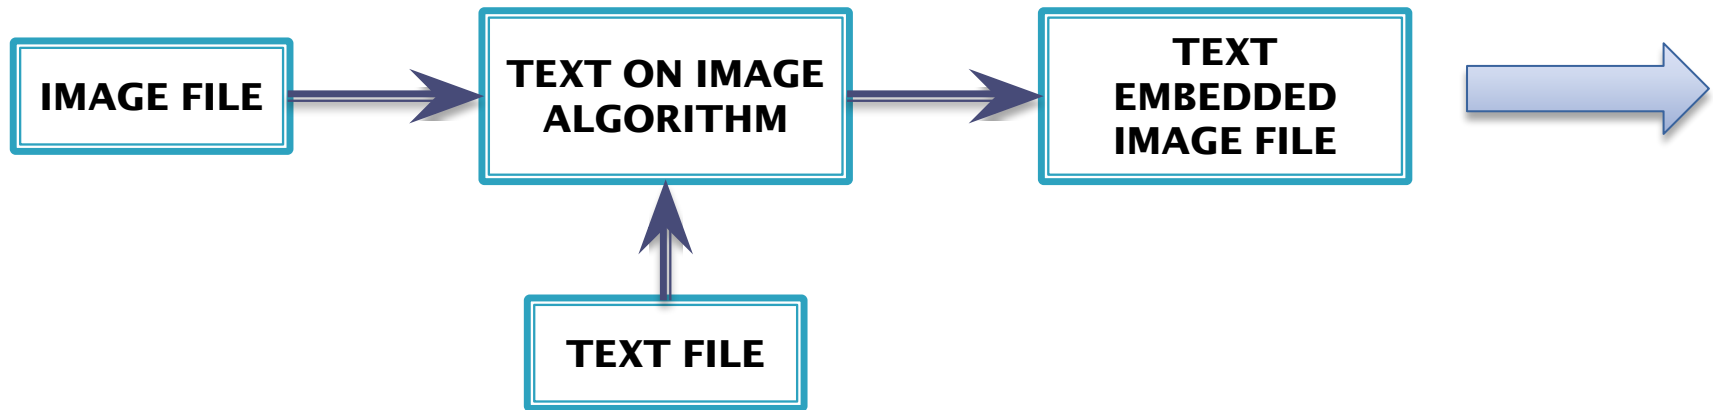 IMAGE FILE
TEXT ON IMAGE
ALGORITHM
TEXT
EMBEDDED
IMAGE FILE
TEXT FILE